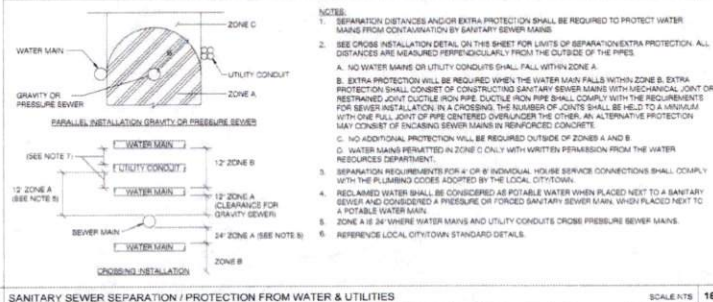 ZONE C
WATER MAIN
6'
UTILITY CONDUIT
GRAVITY OR
PRESSURE SEWER
ZONE A
PARALLEL INSTALLATION GRAVITY OR PRESSURE SEWER
WATER MAIN
(SEE NOTE 7)
UTILITY CONDUIT
12" ZONE B
WATER MAIN
12" ZONE A
(SEE NOTE 5)
12" ZONE A
(CLEARANCE FOR
GRAVITY SEWER)
SEWER MAIN
24" ZONE A (SEE NOTE 5)
WATER MAIN
ZONE B
CROSSING INSTALLATION
NOTES:
1. SEPARATION DISTANCES AND/OR EXTRA PROTECTION SHALL BE REQUIRED TO PROTECT WATER
MAINS FROM CONTAMINATION BY SANITARY SEWER MAINS.
2. SEE CROSS INSTALLATION DETAIL ON THIS SHEET FOR LIMITS OF SEPARATION/EXTRA PROTECTION. ALL
DISTANCES ARE MEASURED PERPENDICULARLY FROM THE OUTSIDE OF THE PIPES.
A. NO WATER MAINS OR UTILITY CONDUITS SHALL FALL WITHIN ZONE A.
B. EXTRA PROTECTION WILL BE REQUIRED WHEN THE WATER MAIN FALLS WITHIN ZONE B. EXTRA
PROTECTION SHALL CONSIST OF CONSTRUCTING SANITARY SEWER MAINS WITH MECHANICAL JOINT OR
RESTRAINED JOINT DUCTILE IRON PIPE. DUCTILE IRON PIPE SHALL COMPLY WITH THE REQUIREMENTS
FOR SEWER INSTALLATION. IN A CROSSING, THE NUMBER OF JOINTS SHALL BE HELD TO A MINIMUM
WITH ONE FULL JOINT OF PIPE CENTERED OVER/UNDER THE OTHER. AN ALTERNATIVE PROTECTION
MAY CONSIST OF ENCASING SEWER MAINS IN REINFORCED CONCRETE.
C. NO ADDITIONAL PROTECTION WILL BE REQUIRED OUTSIDE OF ZONES A AND B.
D. WATER MAINS PERMITTED IN ZONE C ONLY WITH WRITTEN PERMISSION FROM THE WATER
RESOURCES DEPARTMENT.
3. SEPARATION REQUIREMENTS FOR 4" OR 6" INDIVIDUAL HOUSE SERVICE CONNECTIONS SHALL COMPLY
WITH THE PLUMBING CODES ADOPTED BY THE LOCAL CITY/TOWN.
4. RECLAIMED WATER SHALL BE CONSIDERED AS POTABLE WATER WHEN PLACED NEXT TO A SANITARY
SEWER AND CONSIDERED A PRESSURE OR FORCED SANITARY SEWER MAIN, WHEN PLACED NEXT TO
A POTABLE WATER MAIN.
5. ZONE A IS 24" WHERE WATER MAINS AND UTILITY CONDUITS CROSS PRESSURE SEWER MAINS.
6. REFERENCE LOCAL CITY/TOWN STANDARD DETAILS.
SANITARY SEWER SEPARATION / PROTECTION FROM WATER & UTILITIES
SCALE:NTS